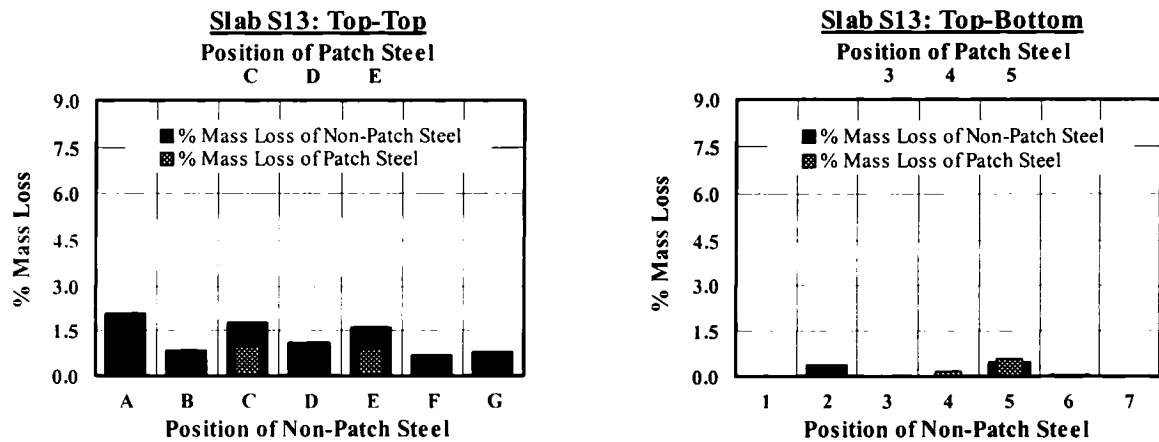 Slab S13: Top-Top
Position of Patch Steel
C D E
9.0
7.5
6.0
4.5
3.0
1.5
0.0
% Mass Loss
% Mass Loss of Non-Patch Steel
% Mass Loss of Patch Steel
A B C D E F G
Position of Non-Patch Steel
Slab S13: Top-Bottom
Position of Patch Steel
3 4 5
9.0
7.5
6.0
4.5
3.0
1.5
0.0
% Mass Loss
% Mass Loss of Non-Patch Steel
% Mass Loss of Patch Steel
1 2 3 4 5 6 7
Position of Non-Patch Steel